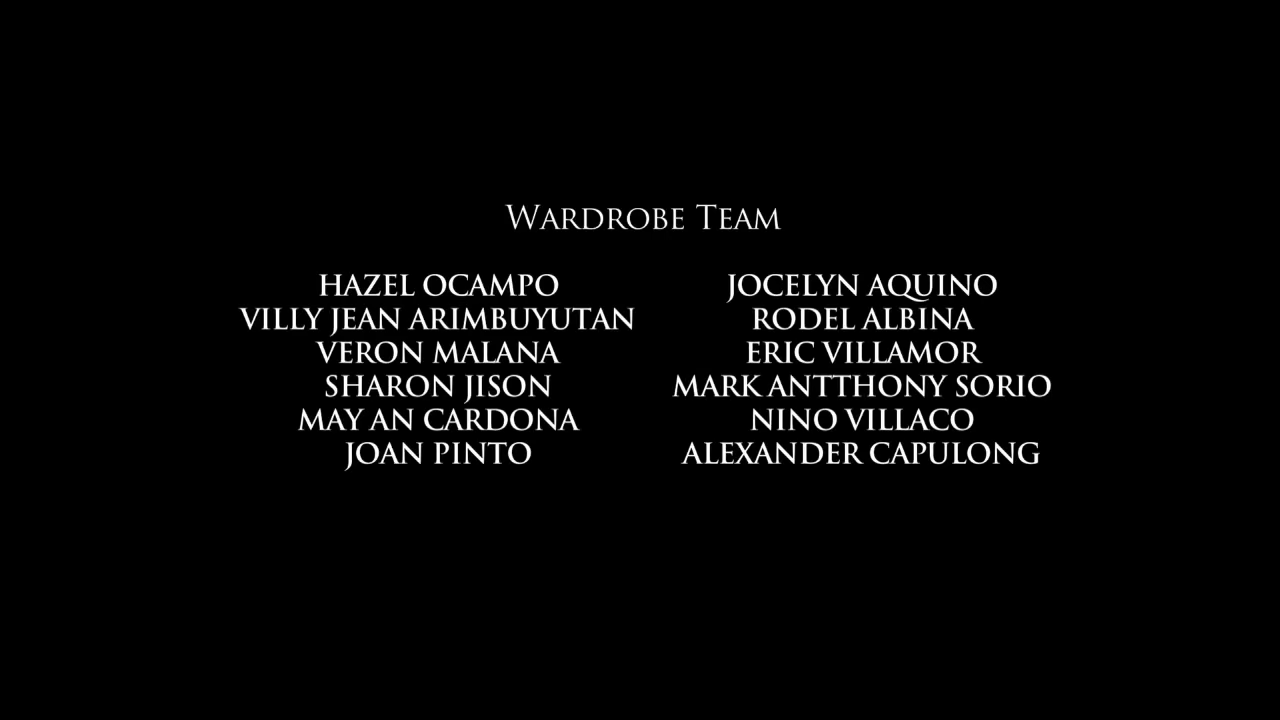 Wardrobe Team
HAZEL OCAMPO
VILLY JEAN ARIMBUYUTAN
VERON MALANA
SHARON JISON
MAY AN CARDONA
JOAN PINTO
JOCELYN AQUINO
RODEL ALBINA
ERIC VILLAMOR
MARK ANTTHONY SORIO
NINO VILLACO
ALEXANDER CAPULONG